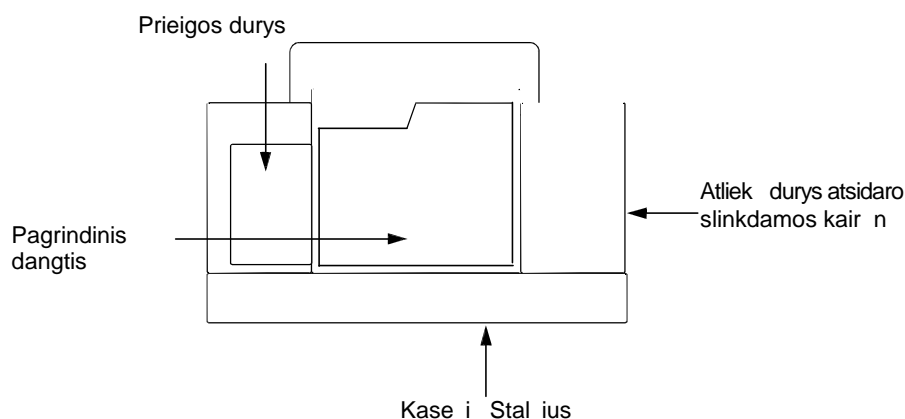 Prieigos durys
Atliek durys atsidaro
slinkdamos kair n
Pagrindinis
dangtis
Kase i Stal ius